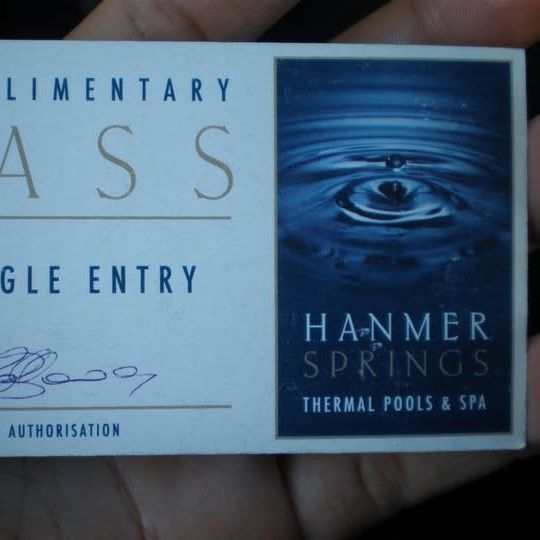 LIMENTARY
ASS
GLE ENTRY
AUTHORISATION
HANMER
SPRINGS
THERMAL POOLS & SPA